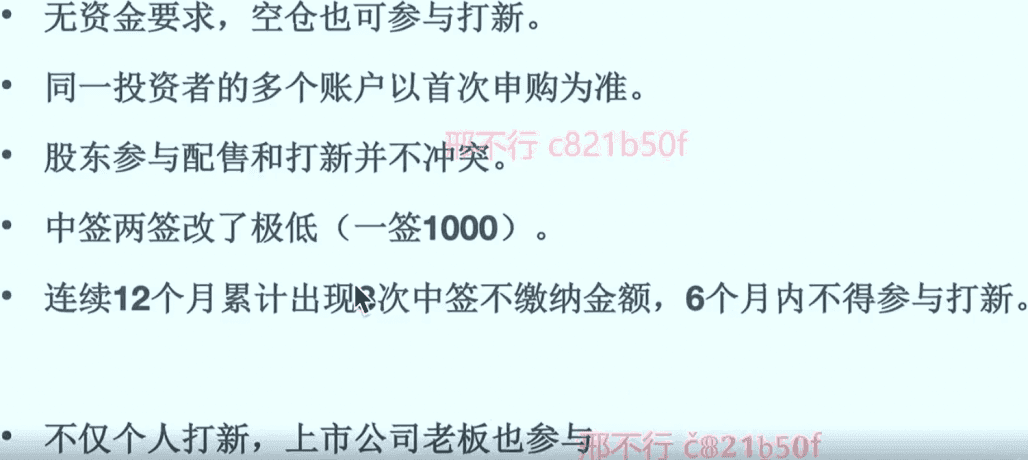 • 无资金要求，空仓也可参与打新。
• 同一投资者的多个账户以首次申购为准。
邢不行 c821b50f
• 股东参与配售和打新并不冲突。
• 中签两签改了极低（一签1000）。
• 连续12个月累计出现3次中签不缴纳金额，6个月内不得参与打新。
• 不仅个人打新，上市公司老板也参与
邢不行 c821b50f